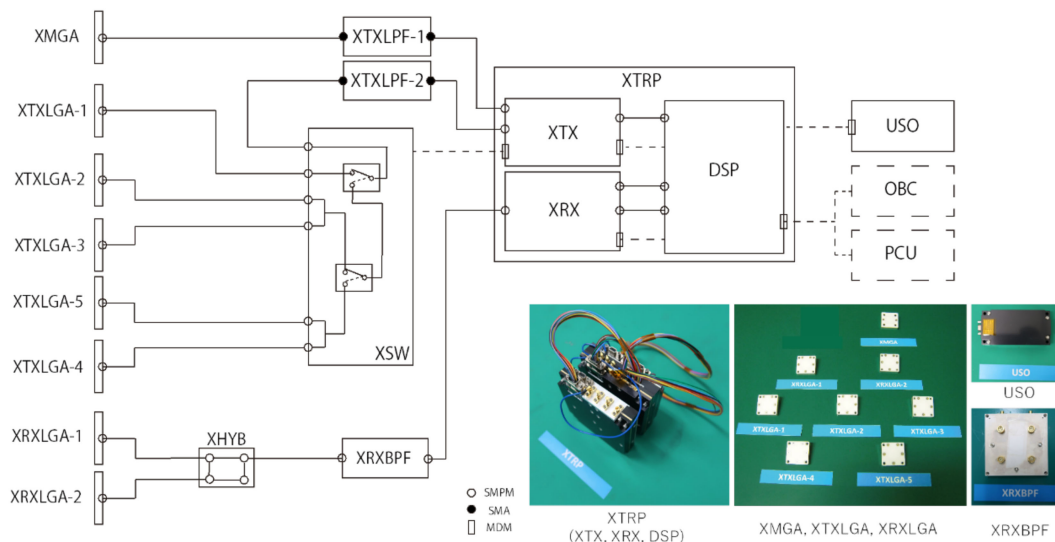 XMGA
XTXLPF-1
XTXLPF-2
XTXLGA-1
XTXLGA-2
XTXLGA-3
XTXLGA-5
XTXLGA-4
XSW
XTRP
XTX
XRX
DSP
USO
OBC
PCU
XRXLGA-1
XRXLGA-2
XHYB
XRXBPF
SMPM
SMA
MDM
XTRP
XTRP
(XTX, XRX, DSP)
XMGA
XRXLGA-1
XTXLGA-1
XTXLGA-2
XTXLGA-3
XTXLGA-4
XTXLGA-5
XMGA, XTXLGA, XRXLGA
USO
USO
XRXBPF
XRXBPF